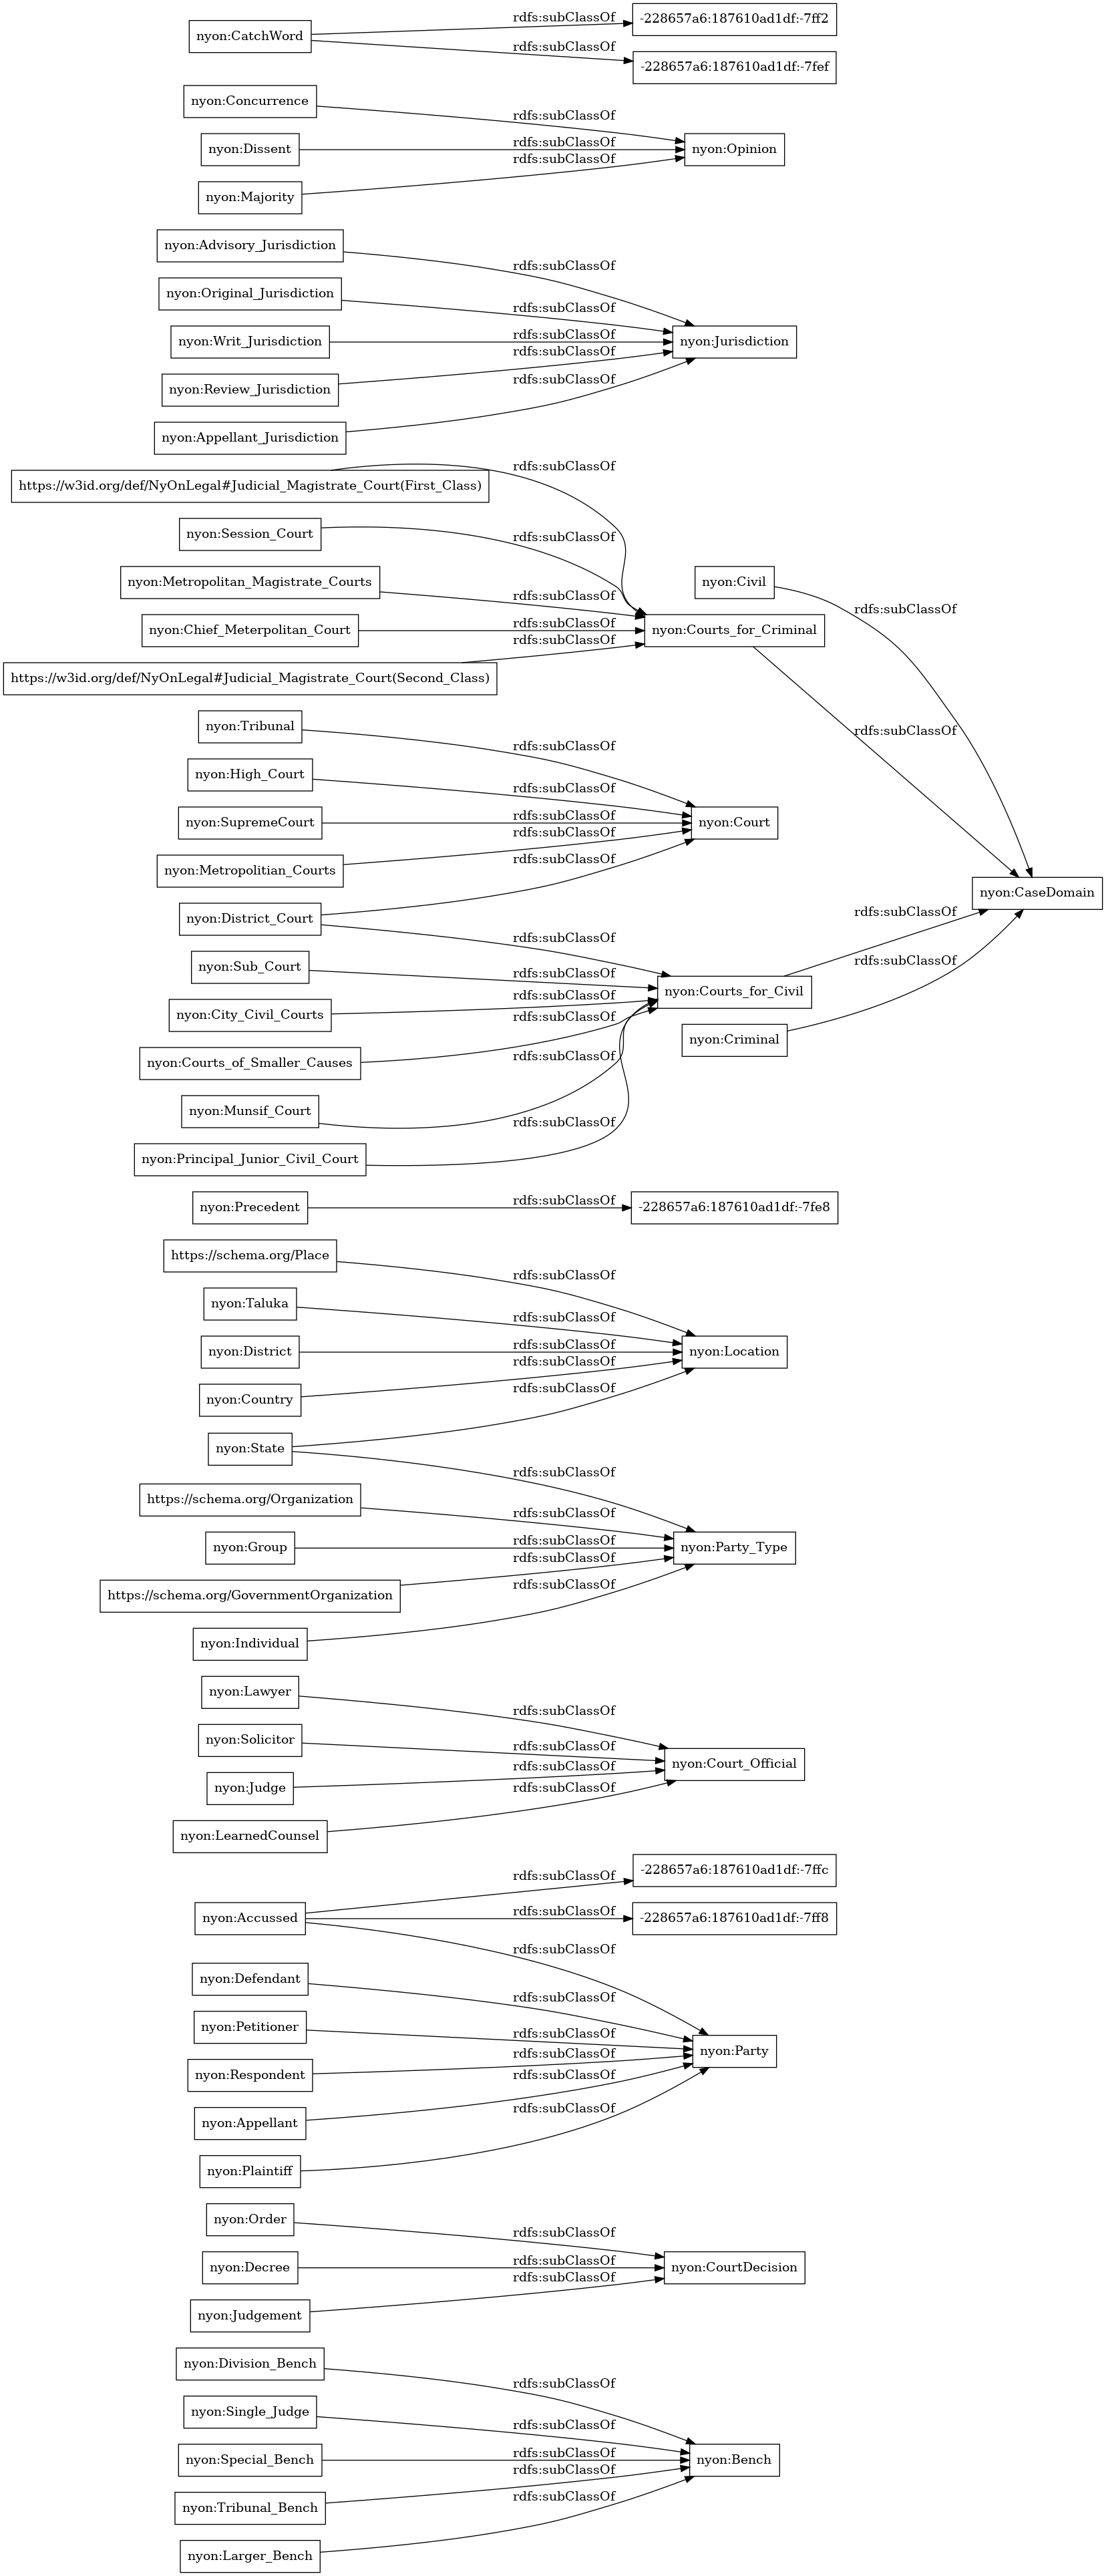 nyon:CatchWord
rdfs:subClassOf
-228657a6:187610ad1df:-7ff2
rdfs:subClassOf
-228657a6:187610ad1df:-7fef
nyon:Concurrence
rdfs:subClassOf
nyon:Dissent
rdfs:subClassOf
nyon:Opinion
rdfs:subClassOf
nyon:Majority
nyon:Advisory_Jurisdiction
rdfs:subClassOf
nyon:Original_Jurisdiction
rdfs:subClassOf
nyon:Writ_Jurisdiction
rdfs:subClassOf
nyon:Jurisdiction
rdfs:subClassOf
nyon:Review_Jurisdiction
rdfs:subClassOf
nyon:Appellant_Jurisdiction
rdfs:subClassOf
https://w3id.org/def/NyOnLegal#Judicial_Magistrate_Court(First_Class)
nyon:Session_Court
rdfs:subClassOf
nyon:Metropolitan_Magistrate_Courts
rdfs:subClassOf
nyon:Civil
rdfs:subClassOf
nyon:Chief_Meterpolitan_Court
rdfs:subClassOf
nyon:Courts_for_Criminal
rdfs:subClassOf
https://w3id.org/def/NyOnLegal#Judicial_Magistrate_Court(Second_Class)
nyon:Tribunal
rdfs:subClassOf
rdfs:subClassOf
nyon:High_Court
rdfs:subClassOf
nyon:SupremeCourt
rdfs:subClassOf
nyon:Court
rdfs:subClassOf
nyon:Metropolitian_Courts
rdfs:subClassOf
nyon:CaseDomain
nyon:District_Court
rdfs:subClassOf
rdfs:subClassOf
nyon:Sub_Court
rdfs:subClassOf
rdfs:subClassOf
nyon:Courts_for_Civil
nyon:City_Civil_Courts
rdfs:subClassOf
rdfs:subClassOf
nyon:Criminal
nyon:Courts_of_Smaller_Causes
rdfs:subClassOf
nyon:Munsif_Court
rdfs:subClassOf
nyon:Principal_Junior_Civil_Court
nyon:Precedent
rdfs:subClassOf
-228657a6:187610ad1df:-7fe8
https://schema.org/Place
rdfs:subClassOf
nyon:Taluka
rdfs:subClassOf
nyon:District
rdfs:subClassOf
nyon:Location
rdfs:subClassOf
nyon:Country
rdfs:subClassOf
nyon:State
rdfs:subClassOf
https://schema.org/Organization
rdfs:subClassOf
nyon:Group
rdfs:subClassOf
nyon:Party_Type
rdfs:subClassOf
https://schema.org/GovernmentOrganization
rdfs:subClassOf
nyon:Individual
nyon:Lawyer
rdfs:subClassOf
nyon:Solicitor
rdfs:subClassOf
nyon:Court_Official
rdfs:subClassOf
nyon:Judge
rdfs:subClassOf
nyon:LearnedCounsel
rdfs:subClassOf
-228657a6:187610ad1df:-7ffc
nyon:Accussed
rdfs:subClassOf
-228657a6:187610ad1df:-7ff8
rdfs:subClassOf
nyon:Defendant
rdfs:subClassOf
nyon:Petitioner
rdfs:subClassOf
nyon:Party
rdfs:subClassOf
nyon:Respondent
rdfs:subClassOf
nyon:Appellant
rdfs:subClassOf
nyon:Plaintiff
nyon:Order
rdfs:subClassOf
nyon:Decree
rdfs:subClassOf
nyon:CourtDecision
rdfs:subClassOf
nyon:Judgement
nyon:Division_Bench
rdfs:subClassOf
nyon:Single_Judge
rdfs:subClassOf
nyon:Special_Bench
rdfs:subClassOf
nyon:Bench
rdfs:subClassOf
nyon:Tribunal_Bench
rdfs:subClassOf
nyon:Larger_Bench